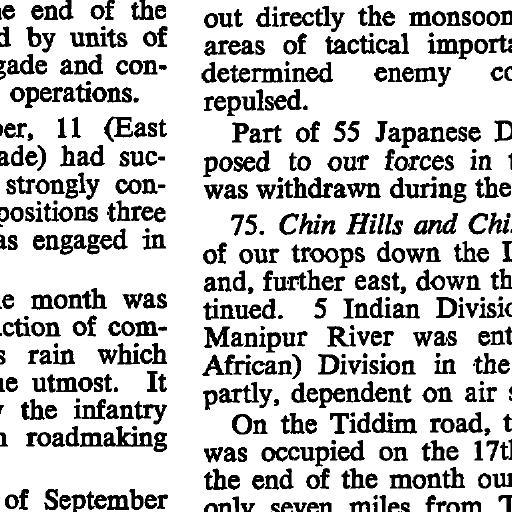 e end of the
d by units of
gade and con-
operations.
ber, 11 (East
ade) had suc-
strongly con-
positions three
as engaged in
e month was
ction of com-
s rain which
e utmost. It
the infantry
roadmaking
of September
out directly the monsoon
areas of tactical importa
determined enemy co
repulsed.
Part of 55 Japanese D
posed to our forces in t
was withdrawn during the
75. Chin Hills and Chi
of our troops down the I
and, further east, down th
tinued. 5 Indian Divisio
Manipur River was ent
African) Division in the
partly, dependent on air s
On the Tiddim road, t
was occupied on the 17th
the end of the month our
only seven miles from T